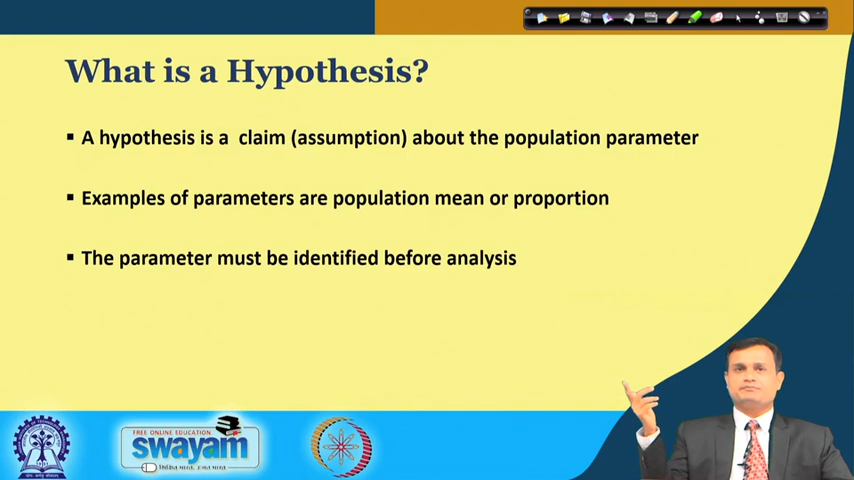 What is a Hypothesis?
▪ A hypothesis is a claim (assumption) about the population parameter
▪ Examples of parameters are population mean or proportion
▪ The parameter must be identified before analysis
FREE ONLINE EDUCATION
swayam